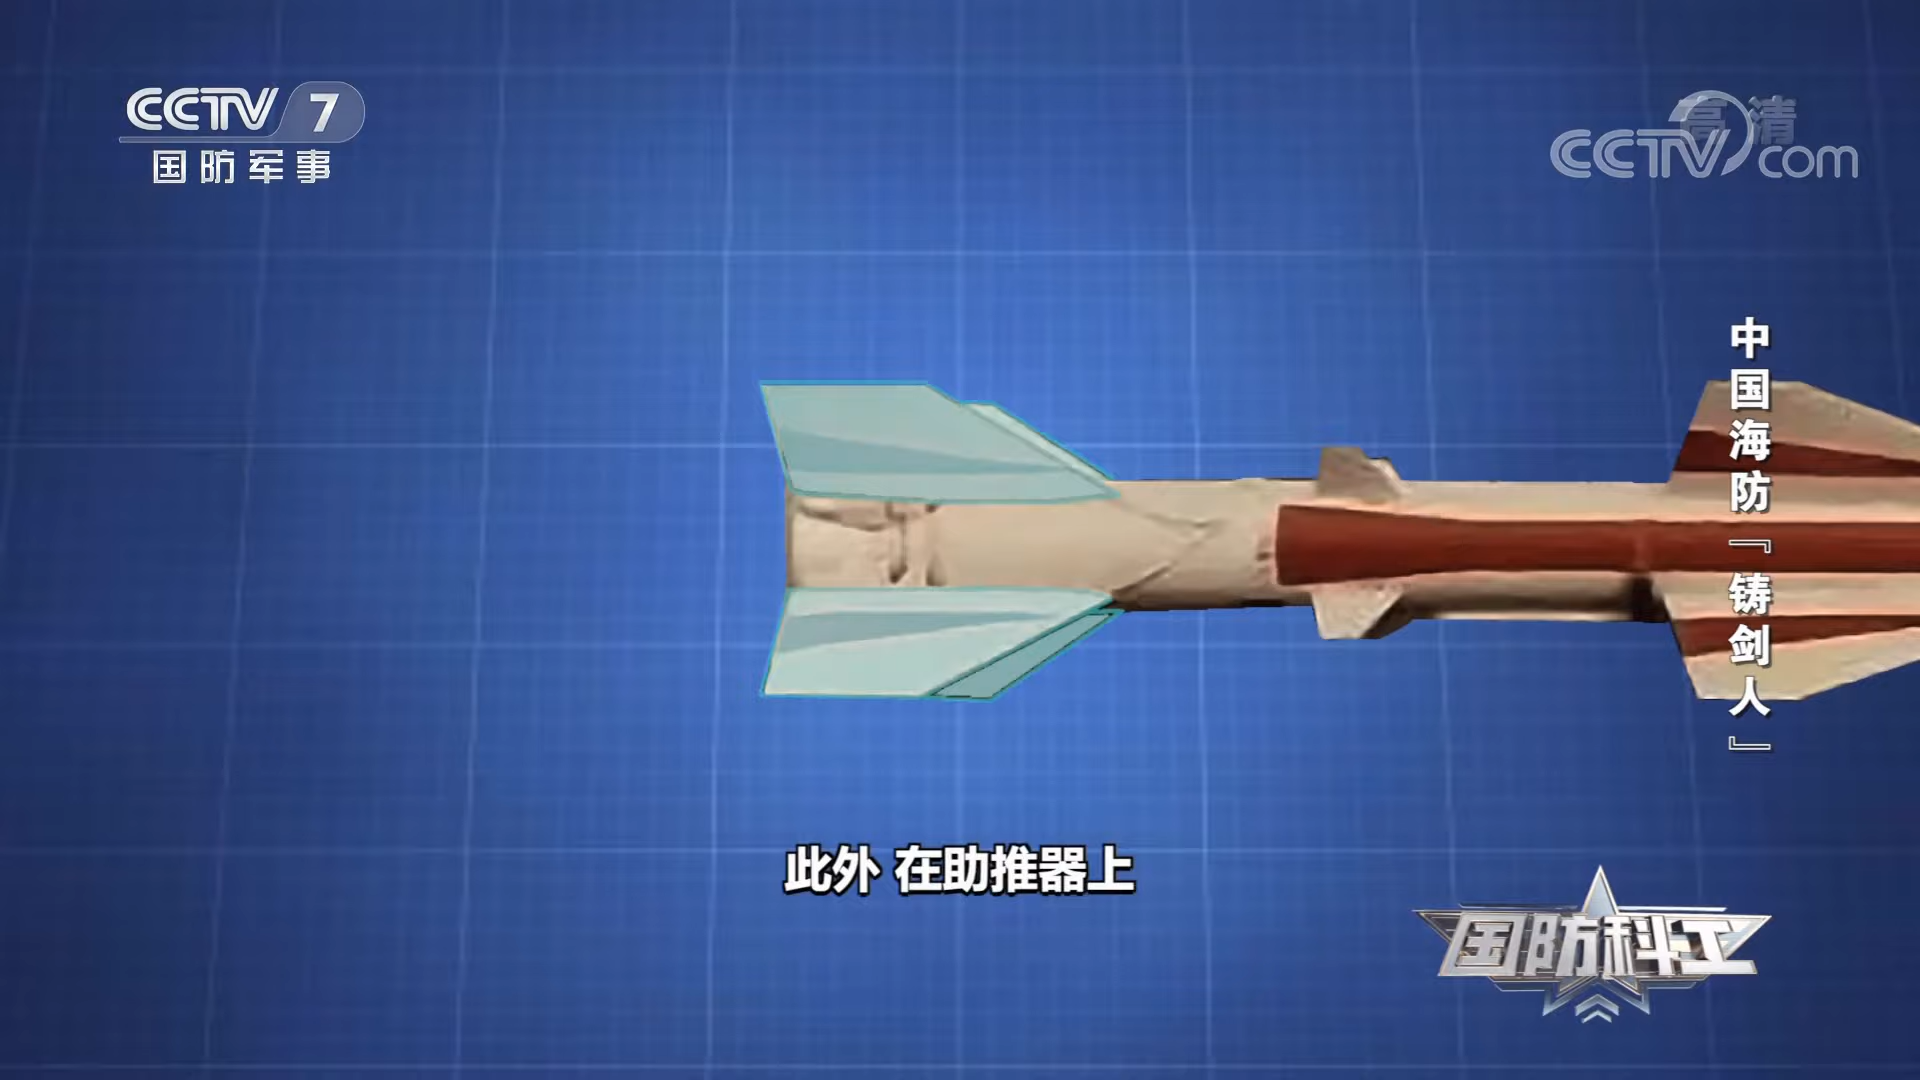 CCTV 7
国防军事
高清
CCTV.com
中国海防『铸剑人』
此外 在助推器上
国防科工